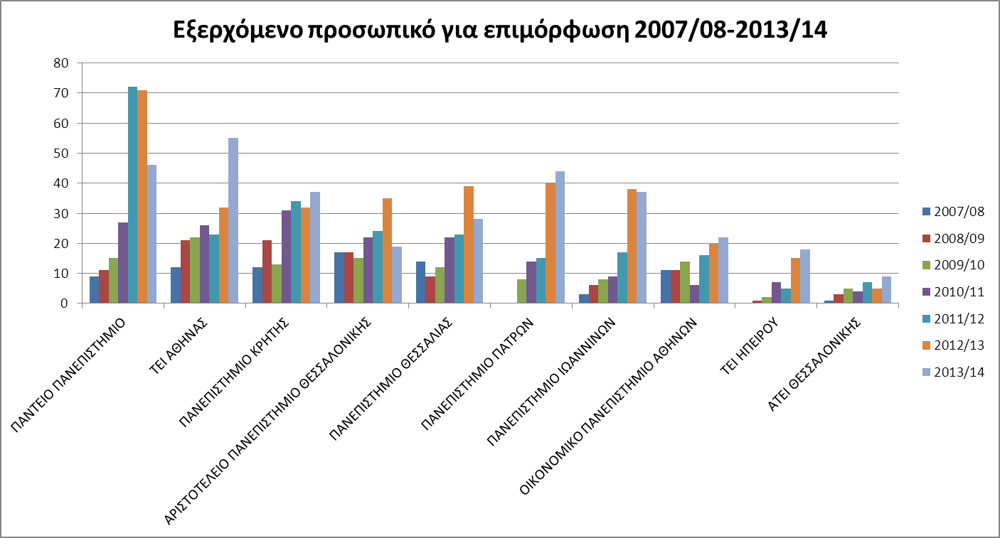 Εξερχόμενο προσωπικό για επιμόρφωση 2007/08-2013/14
80
70
60
50
40
30
20
10
0
ΠΑΝΤΕΙΟ ΠΑΝΕΠΙΣΤΗΜΙΟ
ΤΕΙ ΑΘΗΝΑΣ
ΠΑΝΕΠΙΣΤΗΜΙΟ ΚΡΗΤΗΣ
ΑΡΙΣΤΟΤΕΛΕΙΟ ΠΑΝΕΠΙΣΤΗΜΙΟ ΘΕΣΣΑΛΟΝΙΚΗΣ
ΠΑΝΕΠΙΣΤΗΜΙΟ ΘΕΣΣΑΛΙΑΣ
ΠΑΝΕΠΙΣΤΗΜΙΟ ΠΑΤΡΩΝ
ΠΑΝΕΠΙΣΤΗΜΙΟ ΙΩΑΝΝΙΝΩΝ
ΟΙΚΟΝΟΜΙΚΟ ΠΑΝΕΠΙΣΤΗΜΙΟ ΑΘΗΝΩΝ
ΤΕΙ ΗΠΕΙΡΟΥ
ΑΤΕΙ ΘΕΣΣΑΛΟΝΙΚΗΣ
2007/08
2008/09
2009/10
2010/11
2011/12
2012/13
2013/14